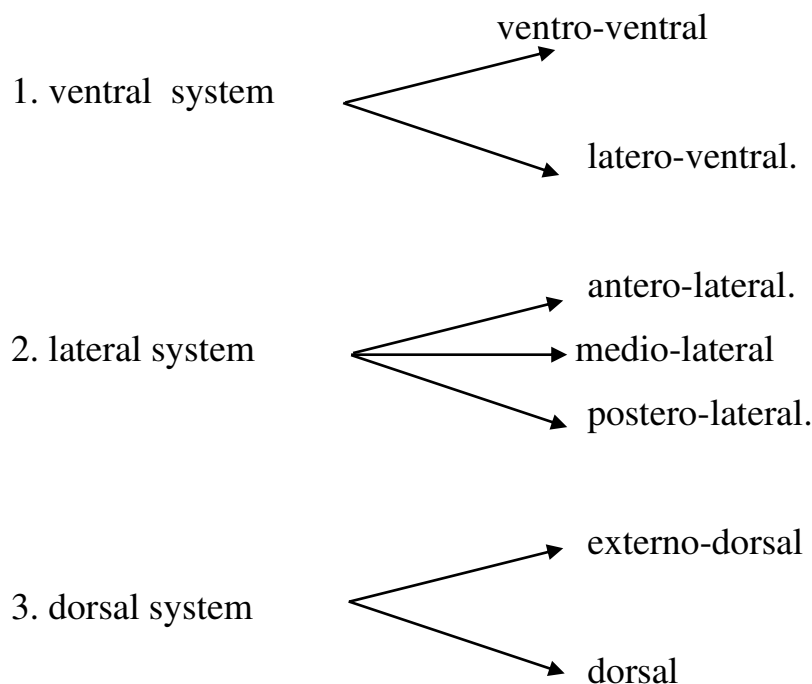 ventro-ventral
1. ventral system
latero-ventral.
antero-lateral.
2. lateral system
medio-lateral
postero-lateral.
externo-dorsal
3. dorsal system
dorsal